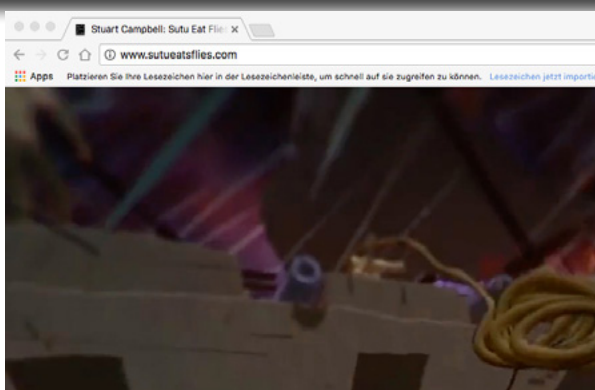 Stuart Campbell: Sutu Eat Flie
www.sutueatsflies.com
Apps Platzieren Sie Ihre Lesezeichen hier in der Lesezeichenleiste, um schnell auf sie zugreifen zu können. Lesezeichen jetzt importie